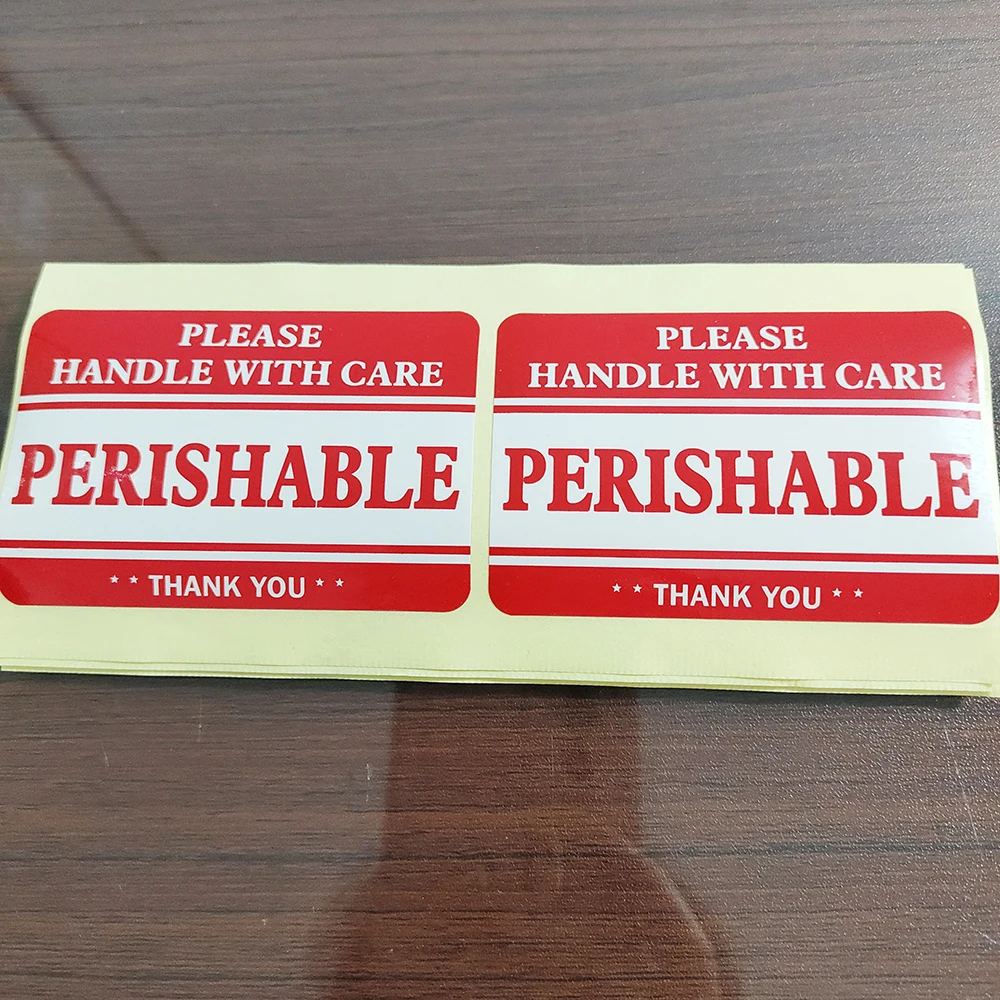 PLEASE
HANDLE WITH CARE
PERISHABLE
** THANK YOU **
PLEASE
HANDLE WITH CARE
PERISHABLE
** THANK YOU **